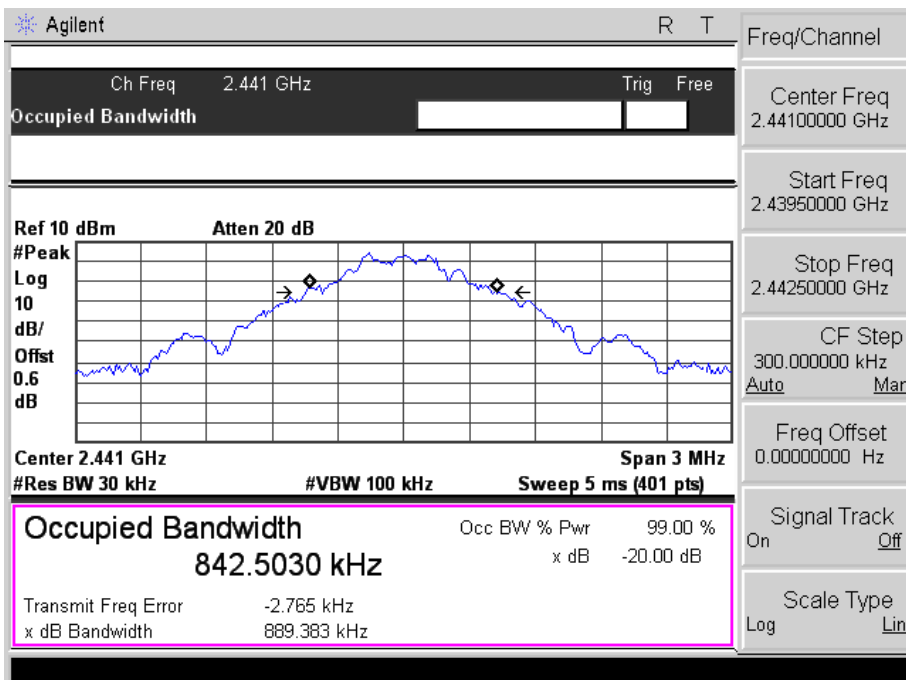 Agilent
R T
Ch Freq 2.441 GHz Trig Free
Occupied Bandwidth
Ref 10 dBm Atten 20 dB
#Peak
Log
10
dB/
Offst
0.6
dB
Center 2.441 GHz Span 3 MHz
#Res BW 30 kHz #VBW 100 kHz Sweep 5 ms (401 pts)
Occupied Bandwidth
842.5030 kHz
Occ BW % Pwr 99.00 %
x dB -20.00 dB
Transmit Freq Error -2.765 kHz
x dB Bandwidth 889.383 kHz
Freq/Channel
Center Freq
2.44100000 GHz
Start Freq
2.43950000 GHz
Stop Freq
2.44250000 GHz
CF Step
300.000000 kHz
Auto Man
Freq Offset
0.00000000 Hz
Signal Track
On Off
Scale Type
Log Lin